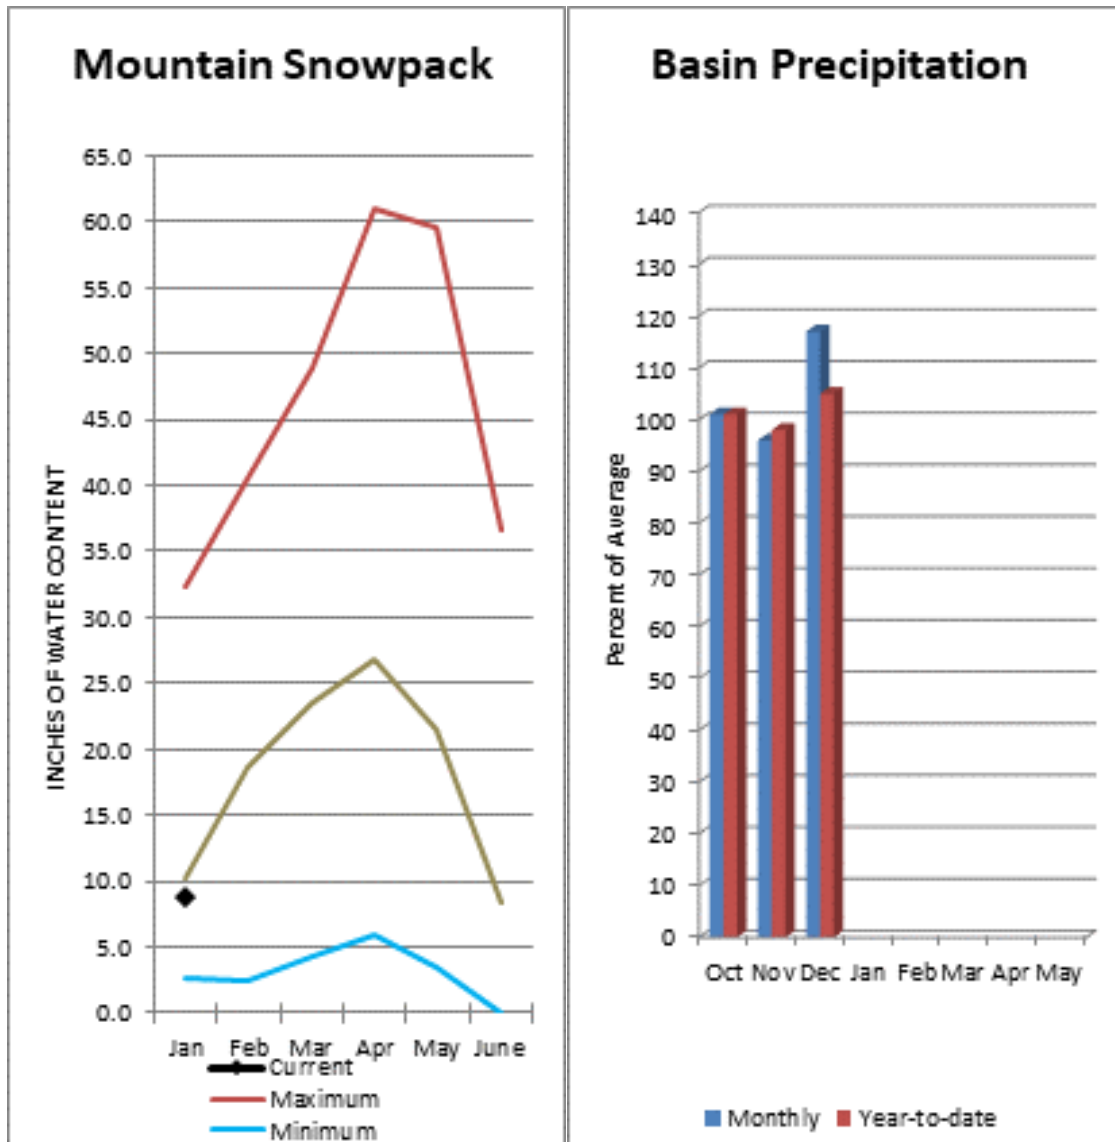 Mountain Snowpack
INCHES OF WATER CONTENT
65.0
60.0
55.0
50.0
45.0
40.0
35.0
30.0
25.0
20.0
15.0
10.0
5.0
0.0
Jan Feb Mar Apr May June
Current
Maximum
Minimum
Basin Precipitation
Percent of Average
140
130
120
110
100
90
80
70
60
50
40
30
20
10
0
Oct Nov Dec Jan Feb Mar Apr May
Monthly Year-to-date